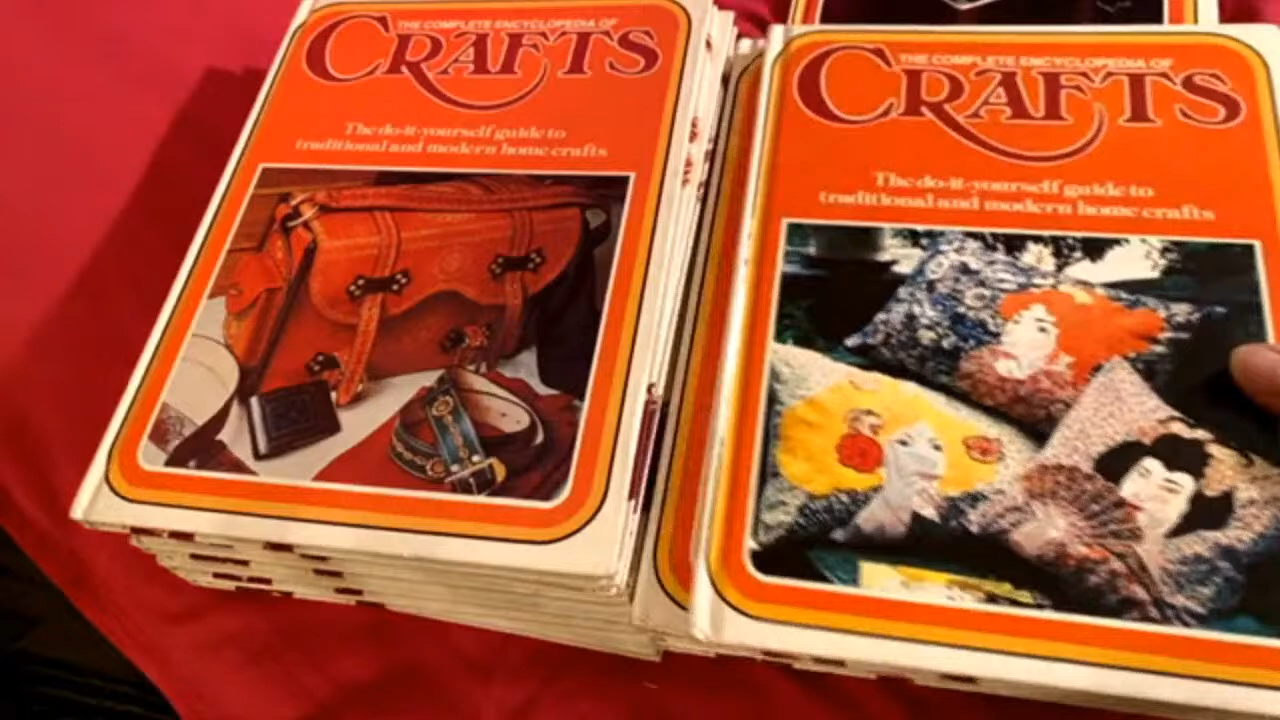 THE COMPLETE ENCYCLOPEDIA OF
CRAFTS
The do-it-yourself guide to
traditional and modern home crafts
THE COMPLETE ENCYCLOPEDIA OF
CRAFTS
The do-it-yourself guide to
traditional and modern home crafts